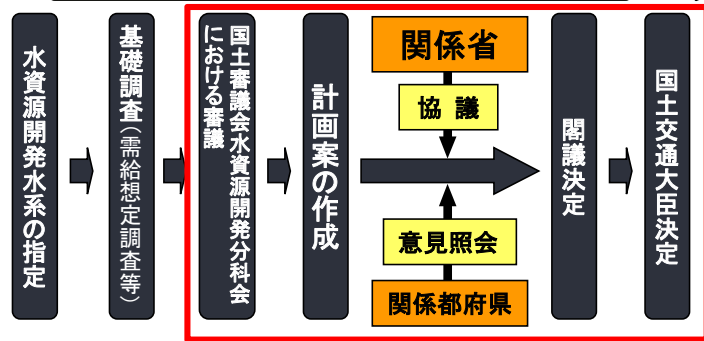 水資源開発水系の指定
基礎調査(需給想定調査等)
国土審議会水資源開発分科会
における審議
計画案の作成
関係省
協 議
意見照会
関係都府県
閣議決定
国土交通大臣決定